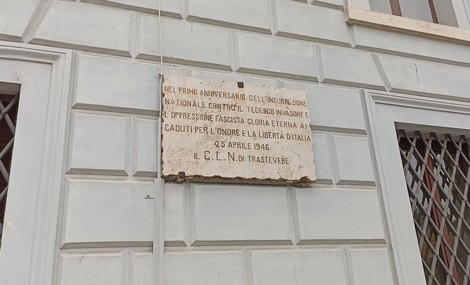 NEL PRIMO ANNIVERSARIO DELL'INSURREZIONE
NAZIONALE CONTRO IL TEDESCO INVASORE E
L'OPPRESSIONE FASCISTA GLORIA ETERNA AI
CADUTI PER L'ONORE E LA LIBERTÀ D'ITALIA
25 APRILE 1946
IL C.L.N. DI TRASTEVERE